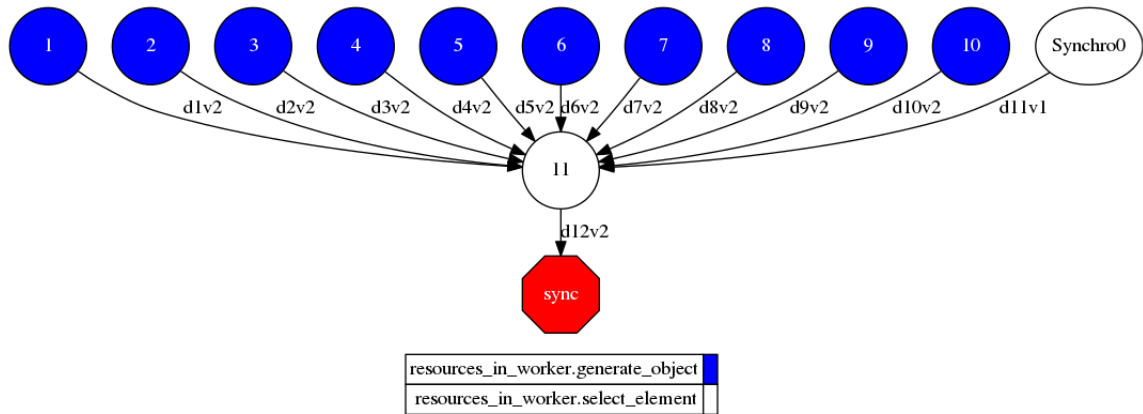 1 2 3 4 5 6 7 8 9 10 Synchro0
d1v2 d2v2 d3v2 d4v2 d5v2 d6v2 d7v2 d8v2 d9v2 d10v2 d11v1
11
d12v2
sync
resources_in_worker.generate_object
resources_in_worker.select_element